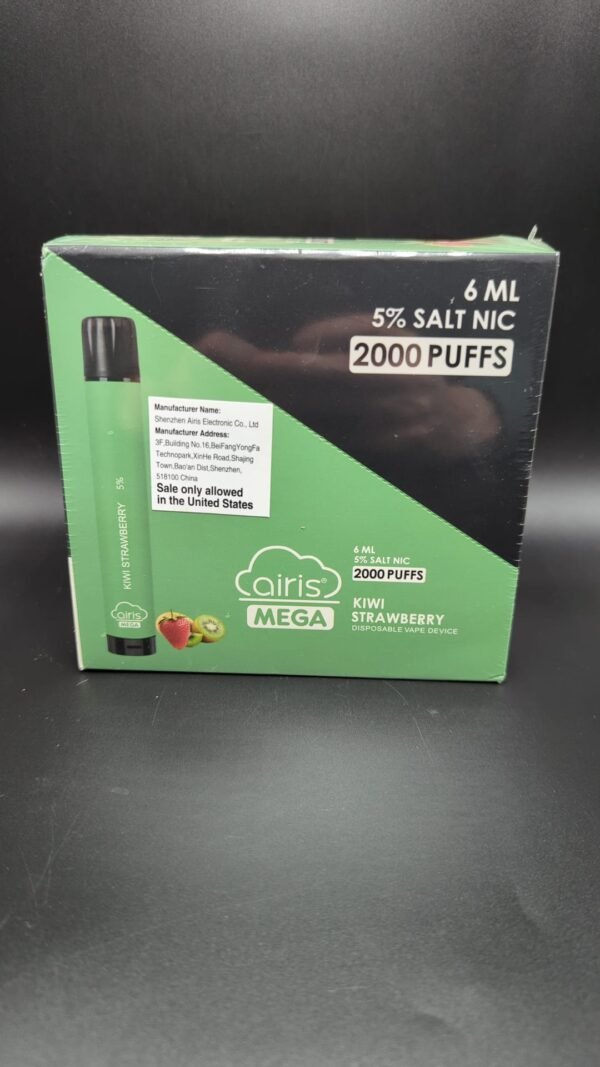 6 ML
5% SALT NIC
2000 PUFFS
Manufacturer Name:
Shenzhen Airis Electronic Co., Ltd
Manufacturer Address:
3F,Building No.16,BeiFangYongFa
Technopark,XinHe Road,Shajing
Town,Bao'an Dist,Shenzhen,
518100 China
Sale only allowed
in the United States
KIWI STRAWBERRY 5%
airis
MEGA
airis®
MEGA
6 ML
5% SALT NIC
2000 PUFFS
KIWI
STRAWBERRY
DISPOSABLE VAPE DEVICE